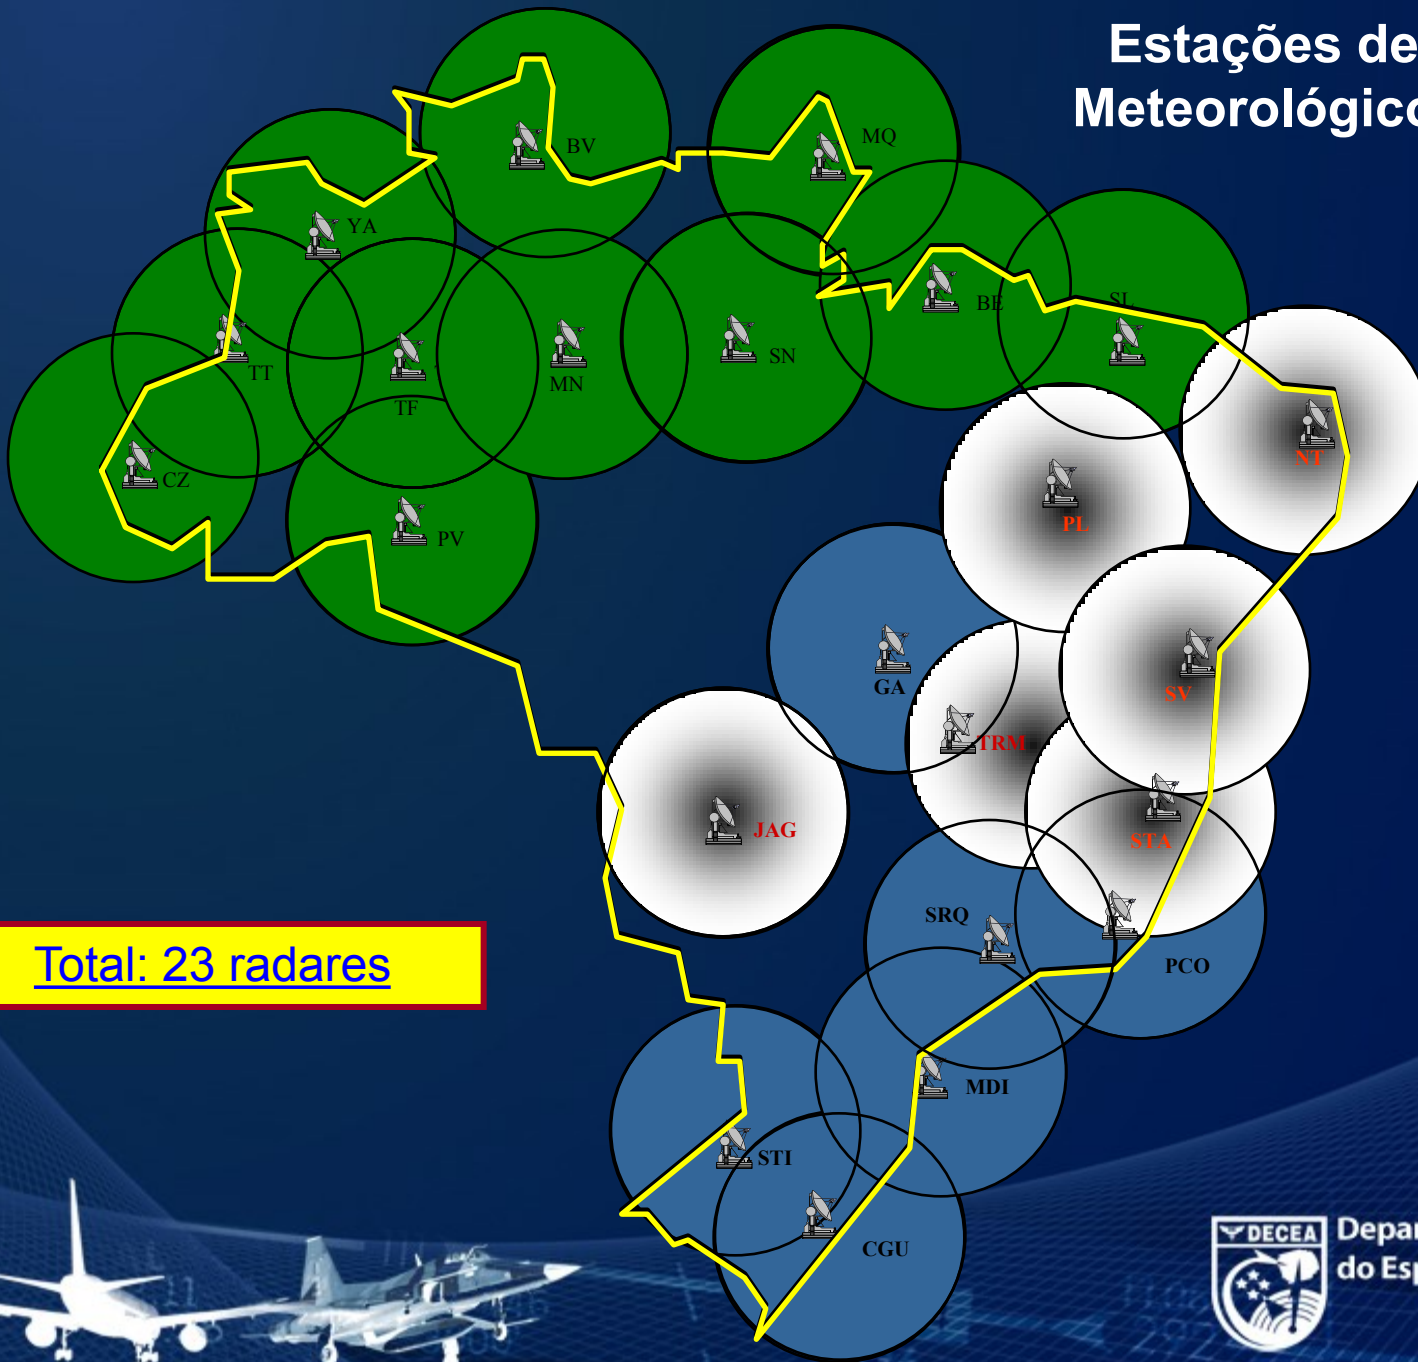 Estações de
Meteorológico
BV
MQ
YA
BE
SL
TT
TF
MN
SN
CZ
PV
NT
PL
GA
SV
TRM
JAG
STA
SRQ
PCO
Total: 23 radares
MDI
STI
CGU
DECEA
Depar
do Esp